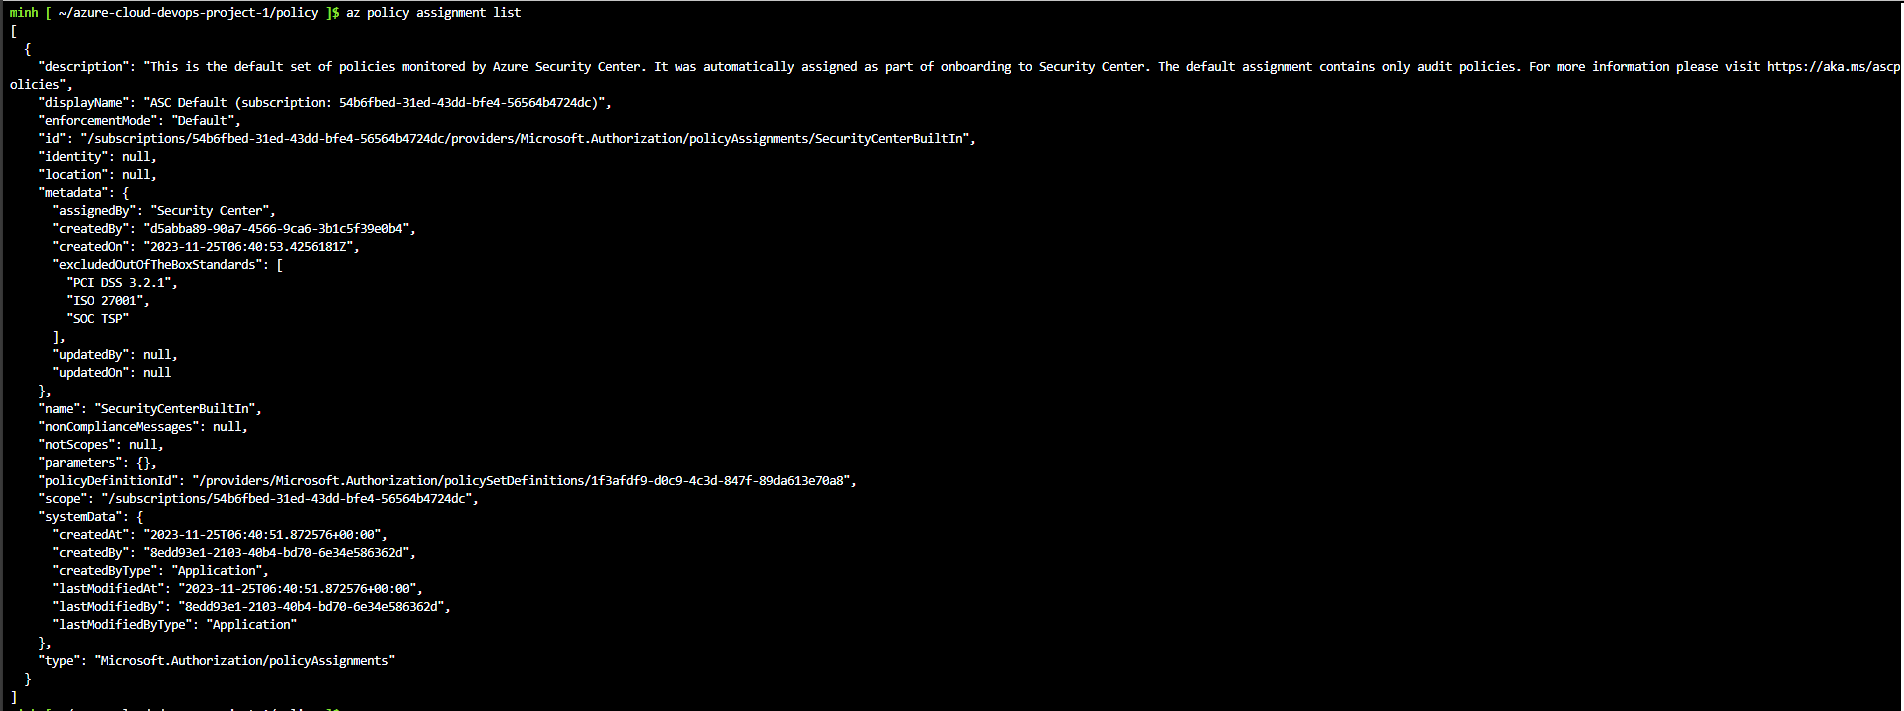 minh [ ~/azure-cloud-devops-project-1/policy ]$ az policy assignment list
[
  {
    "description": "This is the default set of policies monitored by Azure Security Center. It was automatically assigned as part of onboarding to Security Center. The default assignment contains only audit policies. For more information please visit https://aka.ms/ascp
olicies",
    "displayName": "ASC Default (subscription: 54b6fbed-31ed-43dd-bfe4-56564b4724dc)",
    "enforcementMode": "Default",
    "id": "/subscriptions/54b6fbed-31ed-43dd-bfe4-56564b4724dc/providers/Microsoft.Authorization/policyAssignments/SecurityCenterBuiltIn",
    "identity": null,
    "location": null,
    "metadata": {
      "assignedBy": "Security Center",
      "createdBy": "d5abba89-90a7-4566-9ca6-3b1c5f39e0b4",
      "createdOn": "2023-11-25T06:40:53.4256181Z",
      "excludedOutOfTheBoxStandards": [
        "PCI DSS 3.2.1",
        "ISO 27001",
        "SOC TSP"
      ],
      "updatedBy": null,
      "updatedOn": null
    },
    "name": "SecurityCenterBuiltIn",
    "nonComplianceMessages": null,
    "notScopes": null,
    "parameters": {},
    "policyDefinitionId": "/providers/Microsoft.Authorization/policySetDefinitions/1f3afdf9-d0c9-4c3d-847f-89da613e70a8",
    "scope": "/subscriptions/54b6fbed-31ed-43dd-bfe4-56564b4724dc",
    "systemData": {
      "createdAt": "2023-11-25T06:40:51.872576+00:00",
      "createdBy": "8edd93e1-2103-40b4-bd70-6e34e586362d",
      "createdByType": "Application",
      "lastModifiedAt": "2023-11-25T06:40:51.872576+00:00",
      "lastModifiedBy": "8edd93e1-2103-40b4-bd70-6e34e586362d",
      "lastModifiedByType": "Application"
    },
    "type": "Microsoft.Authorization/policyAssignments"
  }
]